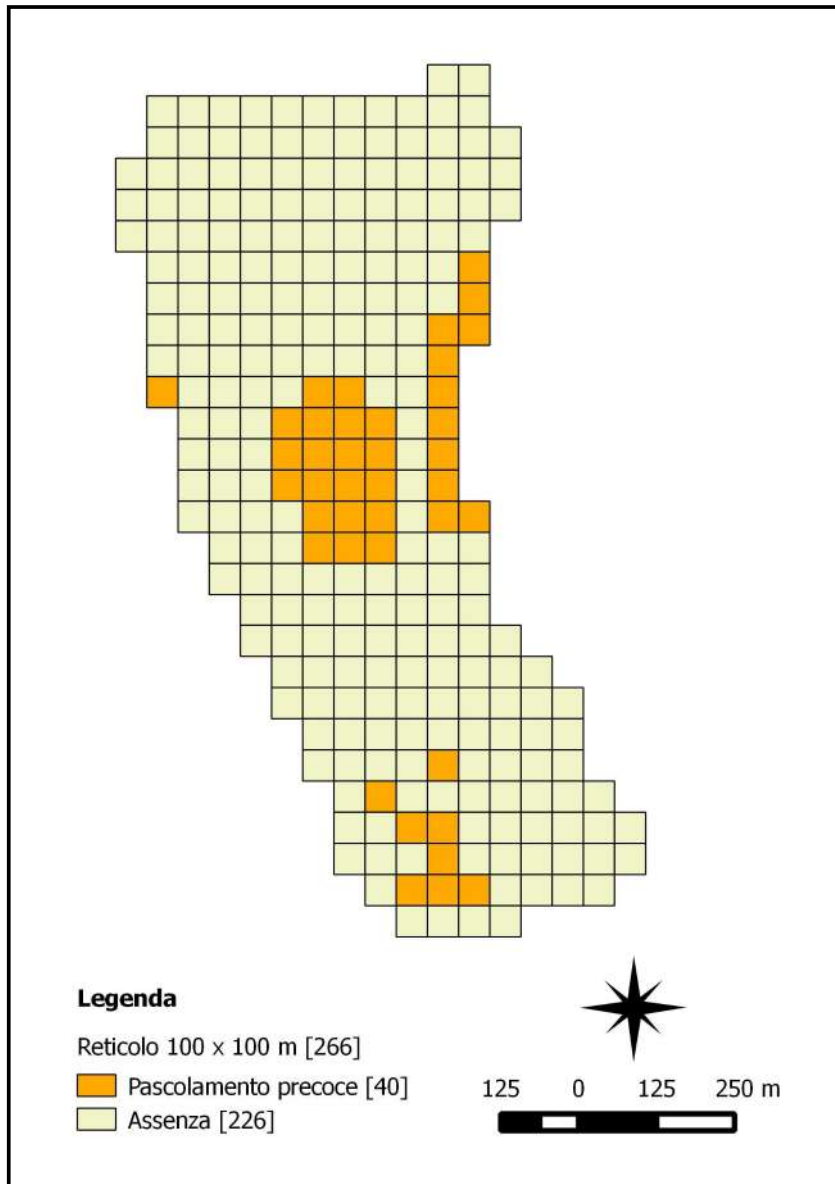 Legenda
Reticolo 100 x 100 m [266]
Pascolamento precoce [40]
Assenza [226]
125 0 125 250 m